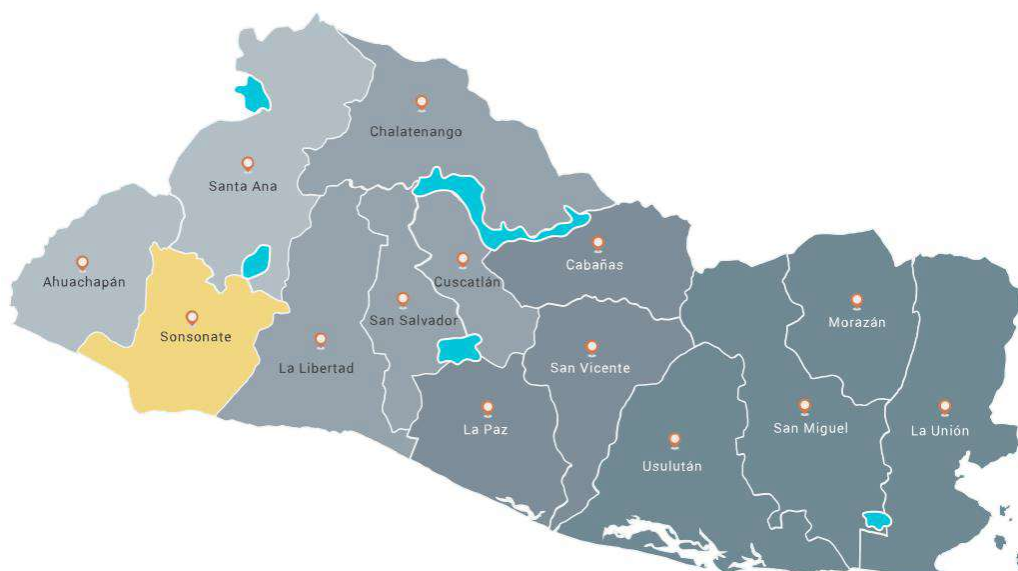 Chalatenango
Santa Ana
Ahuachapán
Cabañas
Cuscatlán
Sonsonate
San Salvador
Morazán
La Libertad
San Vicente
La Paz
San Miguel
La Unión
Usulután